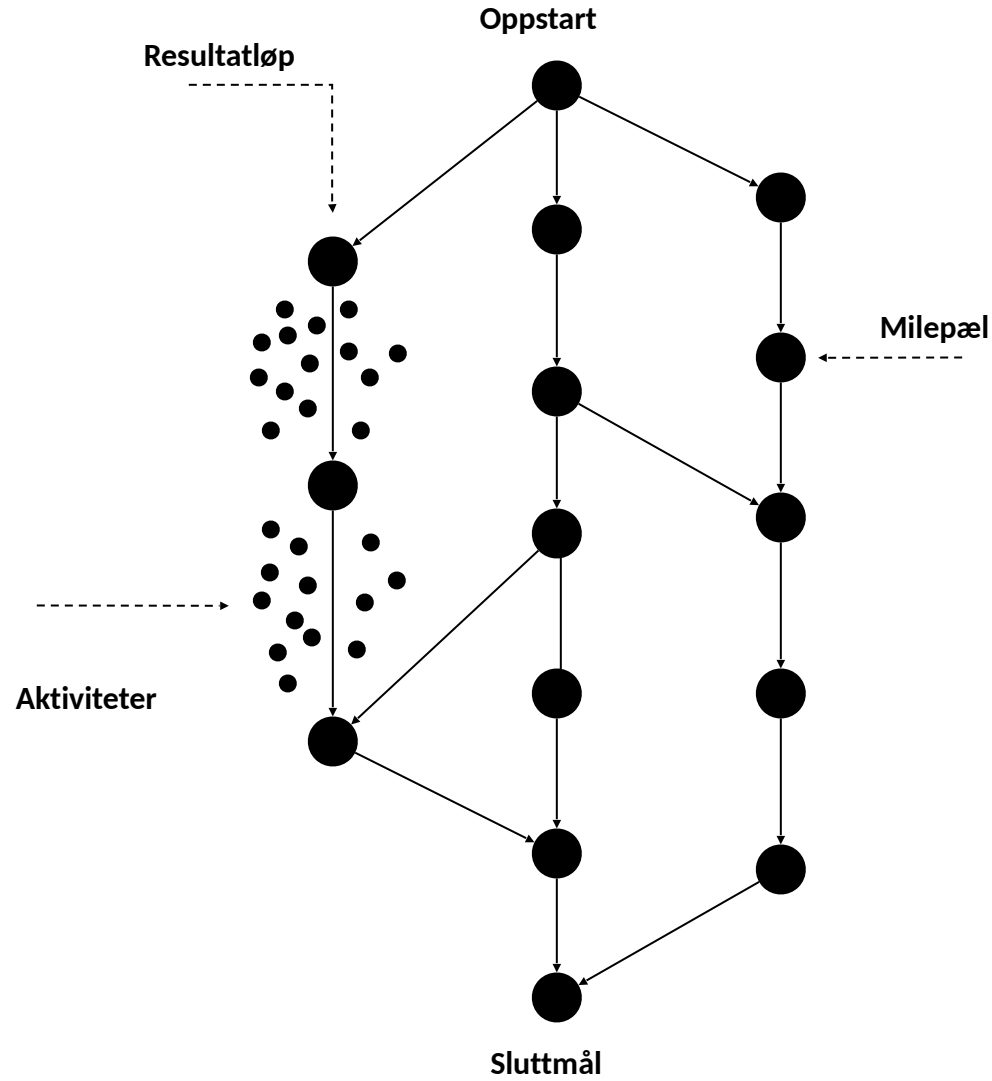 Oppstart
Resultatløp
Milepæl
Aktiviteter
Sluttmål